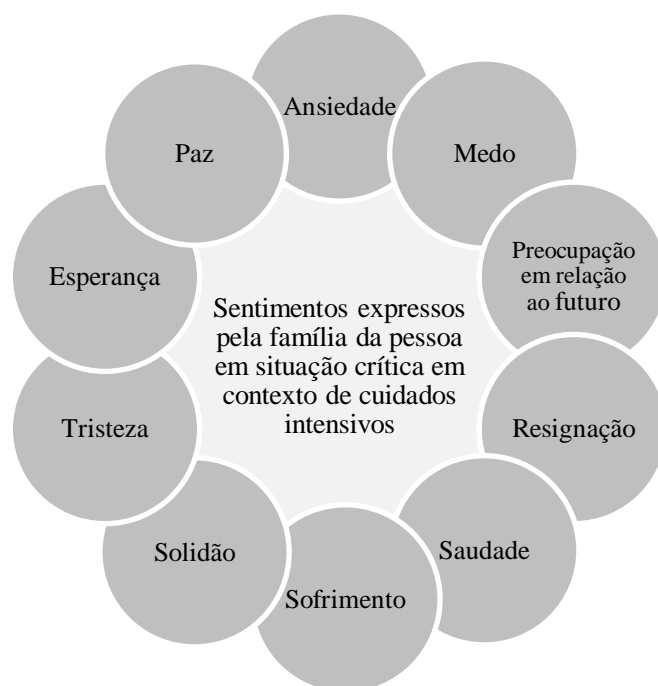 Ansiedade
Medo
Preocupação
em relação
ao futuro
Resignação
Saudade
Sofrimento
Solidão
Tristeza
Esperança
Paz
Sentimentos expressos
pela família da pessoa
em situação crítica em
contexto de cuidados
intensivos